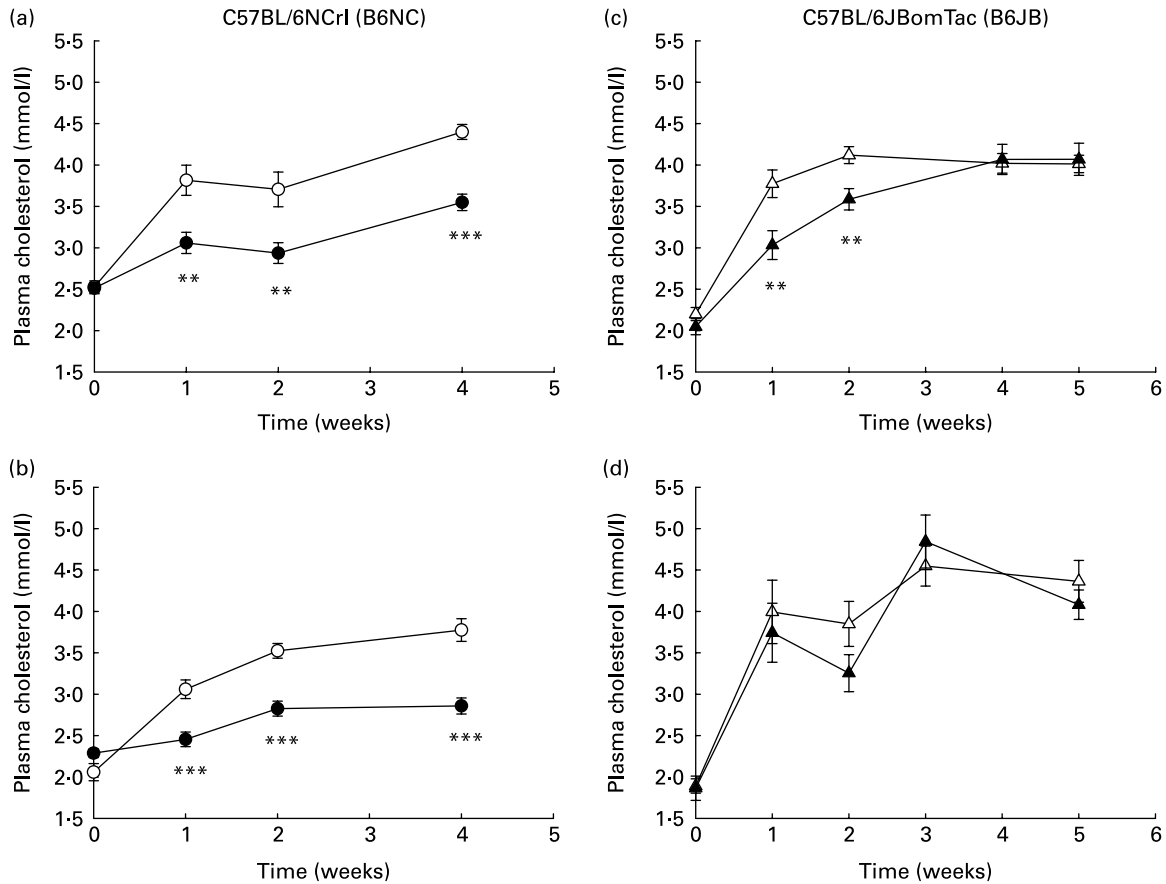 (a)
C57BL/6NCrl (B6NC)
Plasma cholesterol (mmol/l)
5·5
5·0
4·5
4·0
3·5
3·0
2·5
2·0
1·5
** ** ***
0 1 2 3 4 5
Time (weeks)
(c)
C57BL/6JBomTac (B6JB)
Plasma cholesterol (mmol/l)
5·5
5·0
4·5
4·0
3·5
3·0
2·5
2·0
1·5
** **
0 1 2 3 4 5 6
Time (weeks)
(b)
Plasma cholesterol (mmol/l)
5·5
5·0
4·5
4·0
3·5
3·0
2·5
2·0
1·5
*** *** ***
0 1 2 3 4 5
Time (weeks)
(d)
Plasma cholesterol (mmol/l)
5·5
5·0
4·5
4·0
3·5
3·0
2·5
2·0
1·5
0 1 2 3 4 5 6
Time (weeks)